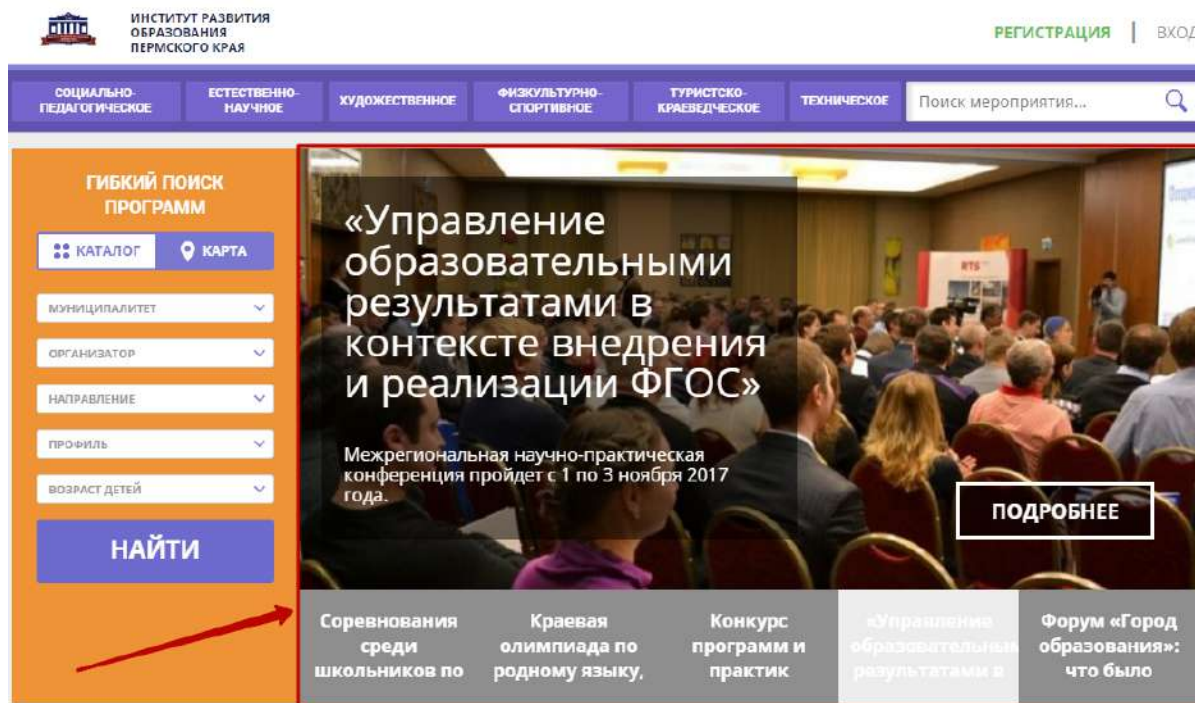 ИНСТИТУТ РАЗВИТИЯ
ОБРАЗОВАНИЯ
ПЕРМСКОГО КРАЯ
РЕГИСТРАЦИЯ | ВХОД
СОЦИАЛЬНО-
ПЕДАГОГИЧЕСКОЕ
ЕСТЕСТВЕННО-
НАУЧНОЕ
ХУДОЖЕСТВЕННОЕ
ФИЗКУЛЬТУРНО-
СПОРТИВНОЕ
ТУРИСТСКО-
КРАЕВЕДЧЕСКОЕ
ТЕХНИЧЕСКОЕ
Поиск мероприятия...
ГИБКИЙ ПОИСК
ПРОГРАММ
КАТАЛОГ
КАРТА
МУНИЦИПАЛИТЕТ
ОРГАНИЗАТОР
НАПРАВЛЕНИЕ
ПРОФИЛЬ
ВОЗРАСТ ДЕТЕЙ
НАЙТИ
«Управление
образовательными
результатами в
контексте внедрения
и реализации ФГОС»
Межрегиональная научно-практическая
конференция пройдет с 1 по 3 ноября 2017
года.
RTS
ПОДРОБНЕЕ
Соревнования
среди
школьников по
Краевая
олимпиада по
родному языку,
Конкурс
программ и
практик
«Управление
образовательным
результатами в
Форум «Город
образования»:
что было